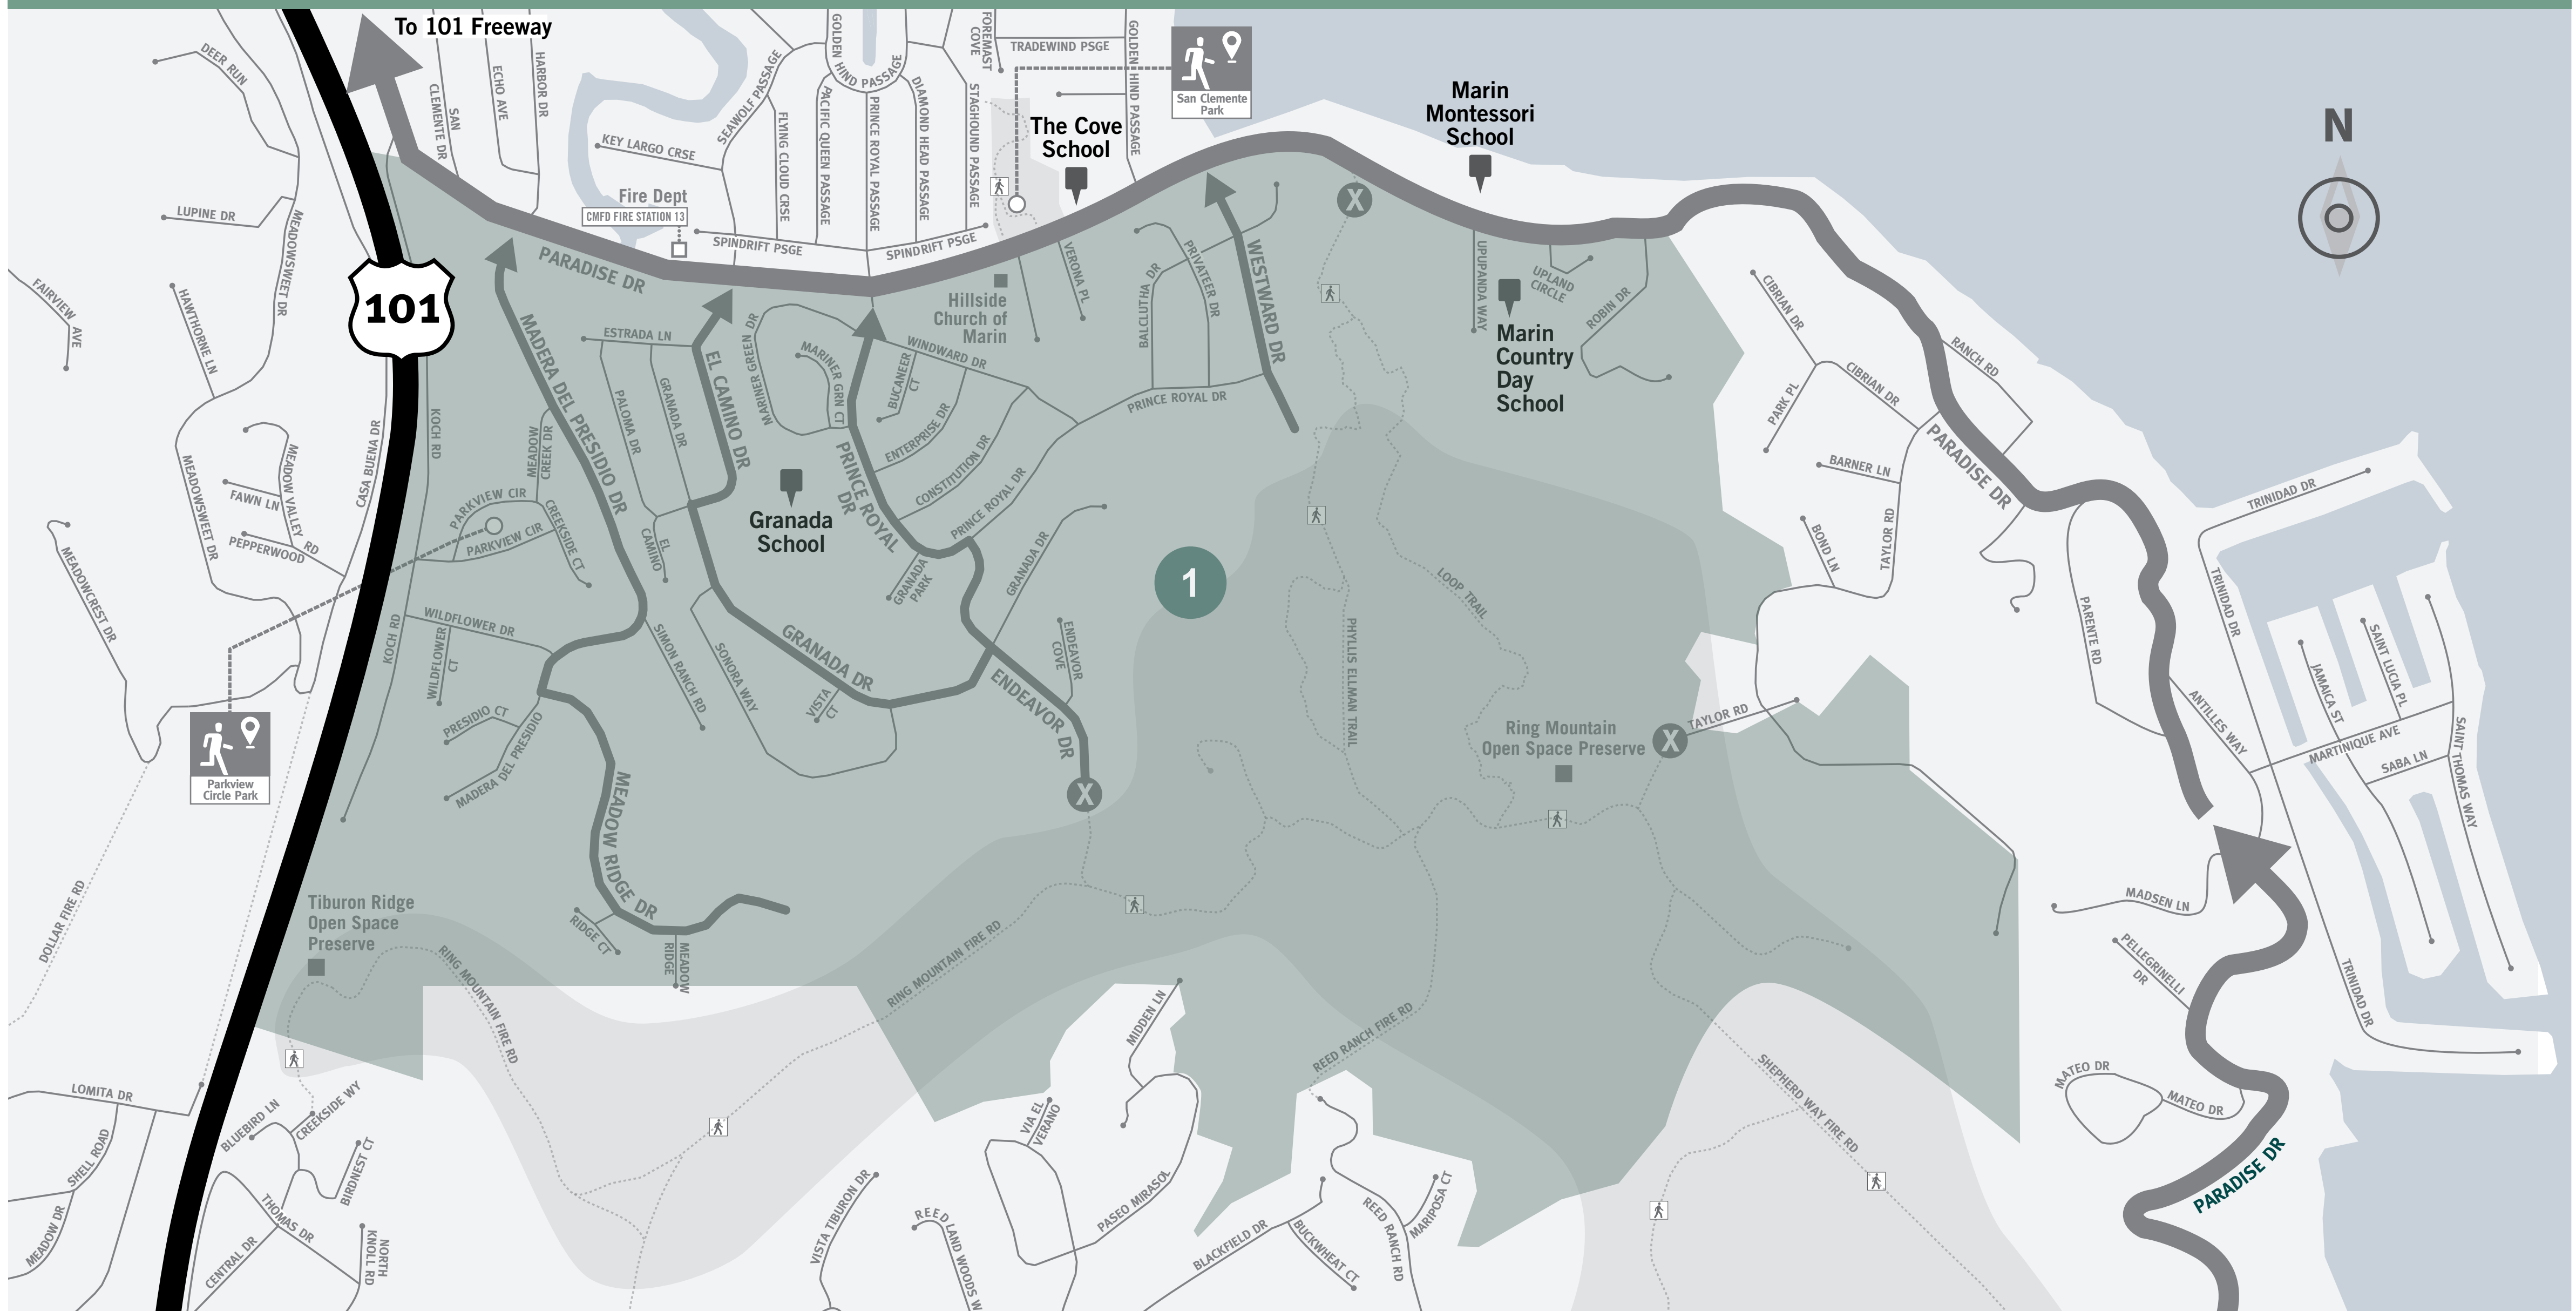 To 101 Freeway
DEER RUN
SAN
CLEMENTE DR
ECHO AVE
HARBOR DR
GOLDEN HIND PASSAGE
SEAWOLF PASSAGE
KEY LARGO CRSE
FLYING CLOUD CRSE
PACIFIC QUEEN PASSAGE
PRINCE ROYAL PASSAGE
DIAMOND HEAD PASSAGE
STAGHOUND PASSAGE
FOREMAST
COVE
TRADEWIND PSGE
GOLDEN HIND PASSAGE
San Clemente
Park
The Cove
School
Marin
Montessori
School
N
Fire Dept
CMFD FIRE STATION 13
SPINDRIFT PSGE
SPINDRIFT PSGE
LUPINE DR
MEADOWSWEET DR
FAIRVIEW AVE
HAWTHORNE LN
101
PARADISE DR
Hillside
Church of
Marin
VERONA PL
BALCLUTHA DR
PRIVATEER DR
WESTWARD DR
X
UPUPANDA WAY
UPLAND
CIRCLE
ROBIN DR
Marin
Country
Day
School
CIBRIAN DR
CIBRIAN DR
PARK PL
RANCH RD
PARADISE DR
BARNER LN
BOND LN
TAYLOR RD
TRINIDAD DR
TRINIDAD DR
MADERA DEL PRESIDIO DR
ESTRADA LN
PALOMA DR
GRANADA DR
EL CAMINO DR
MARINER GREEN DR
MARINER GRN CT
WINDWARD DR
BUCANEER
CT
ENTERPRISE DR
CONSTITUTION DR
PRINCE ROYAL DR
PRINCE ROYAL
DR
PRINCE ROYAL DR
KOCH RD
CASA BUENA DR
MEADOW
CREEK DR
PARKVIEW CIR
PARKVIEW CIR
CREEKSIDE CT
EL
CAMINO
Granada
School
GRANADA
PARK
GRANADA DR
1
LOOP TRAIL
PHYLLIS ELLMAN TRAIL
MEADOWSWEET DR
MEADOW VALLEY RD
FAWN LN
PEPPERWOOD
MEADOWCREST DR
KOCH RD
WILDFLOWER DR
WILDFLOWER
CT
SIMON RANCH RD
SONORA WAY
GRANADA DR
VISTA
CT
ENDEAVOR
COVE
ENDEAVOR DR
X
PRESIDIO CT
MADERA DEL PRESIDIO
MEADOW RIDGE DR
RIDGE CT
MEADOW
RIDGE
Parkview
Circle Park
Ring Mountain
Open Space Preserve
X
TAYLOR RD
PARENTE RD
ANTILLES WAY
JAMAICA ST
SAINT LUCIA PL
MARTINIQUE AVE
SABA LN
SAINT THOMAS WAY
DOLLAR FIRE RD
Tiburon Ridge
Open Space
Preserve
RING MOUNTAIN FIRE RD
RING MOUNTAIN FIRE RD
MIDDEN LN
REED RANCH FIRE RD
SHEPHERD WAY FIRE RD
MADSEN LN
PELLEGRINELLI
DR
TRINIDAD DR
MATEO DR
MATEO DR
PARADISE DR
LOMITA DR
SHELL ROAD
MEADOW DR
BLUEBIRD LN
CREEKSIDE WY
BIRDNEST CT
THOMAS DR
CENTRAL DR
NORTH
KNOLL RD
VISTA TIBURON DR
REED LAND WOODS W
VIA EL
VERANO
PASEO MIRASOL
BLACKFIELD DR
BUCKWHEAT CT
REED RANCH RD
MARIPOSA CT